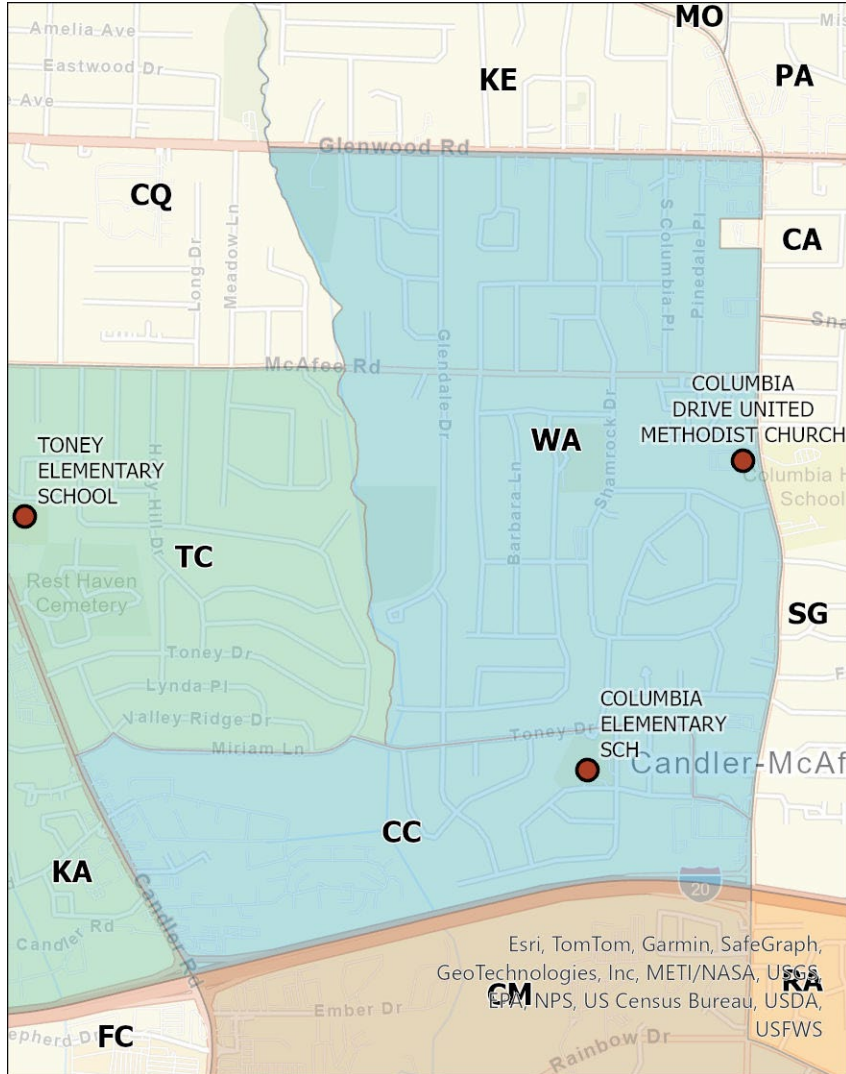 MO
Amelia Ave
KE
PA
Eastwood Dr
Ave
Glenwood Rd
CQ
Long Dr
Meadow Ln
S Columbia Pl
Pinedale Pl
CA
Glendale Dr
McAfee Rd
COLUMBIA
DRIVE UNITED
METHODIST CHURCH
TONEY
ELEMENTARY
SCHOOL
WA
Shamrock Dr
Barbara Ln
Columbia H
School
TC
Rest Haven
Cemetery
SG
Toney Dr
Lynda Pl
Valley Ridge Dr
Miriam Ln
COLUMBIA
ELEMENTARY
SCH
Toney Dr
Candler-McAf
CC
KA
20
Candler Rd
Candler Rd
Esri, TomTom, Garmin, SafeGraph,
GeoTechnologies, Inc, METI/NASA, USGS,
EPA, NPS, US Census Bureau, USDA,
USFWS
CM
RA
Ember Dr
FC
Rainbow Dr